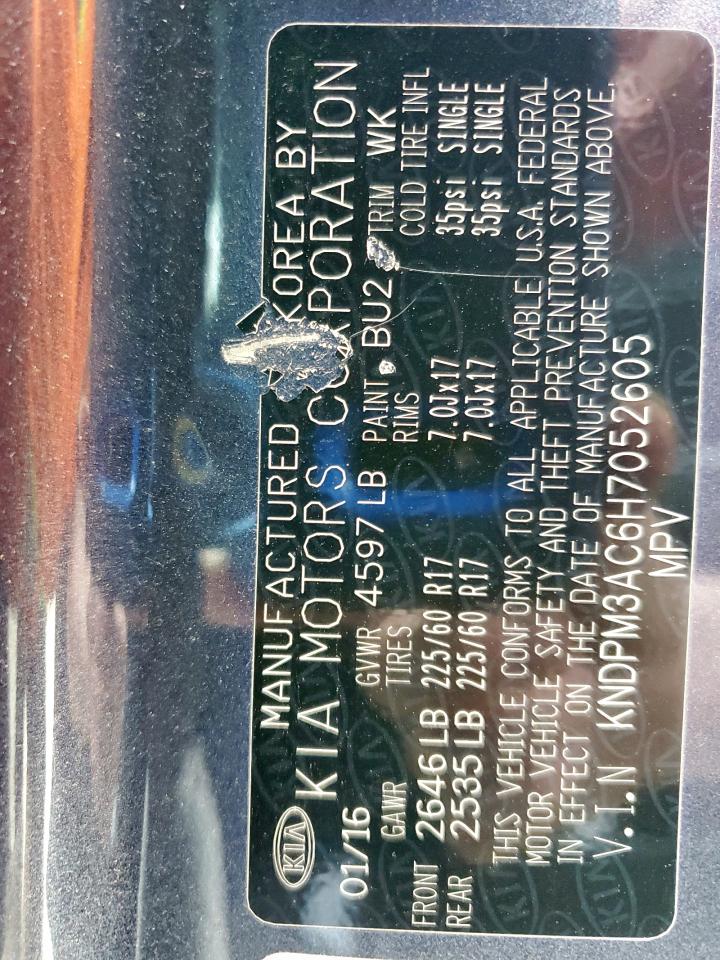 KIA MANUFACTURED KOREA BY
KIA MOTORS CORPORATION
01/16 GVWR 4597 LB PAINT BU2 TRIM WK
GAWR TIRES RIMS COLD TIRE INFL
FRONT 2646 LB 225/60 R17 7.0Jx17 35psi SINGLE
REAR 2535 LB 225/60 R17 7.0Jx17 35psi SINGLE
THIS VEHICLE CONFORMS TO ALL APPLICABLE U.S.A. FEDERAL
MOTOR VEHICLE SAFETY AND THEFT PREVENTION STANDARDS
IN EFFECT ON THE DATE OF MANUFACTURE SHOWN ABOVE.
V.I.N KNDPM3AC6H7052605
MPV